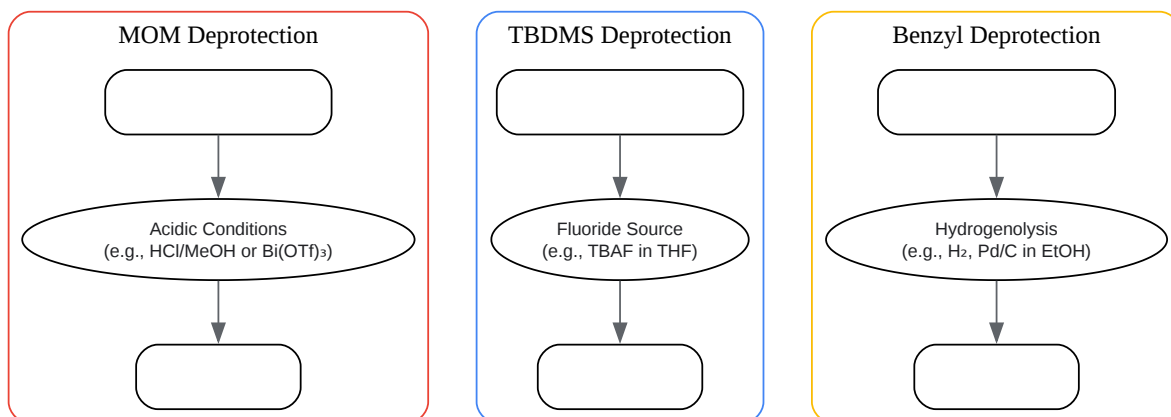 MOM Deprotection
Acidic Conditions
(e.g., HCl/MeOH or Bi(OTf)₃)
TBDMS Deprotection
Fluoride Source
(e.g., TBAF in THF)
Benzyl Deprotection
Hydrogenolysis
(e.g., H₂, Pd/C in EtOH)